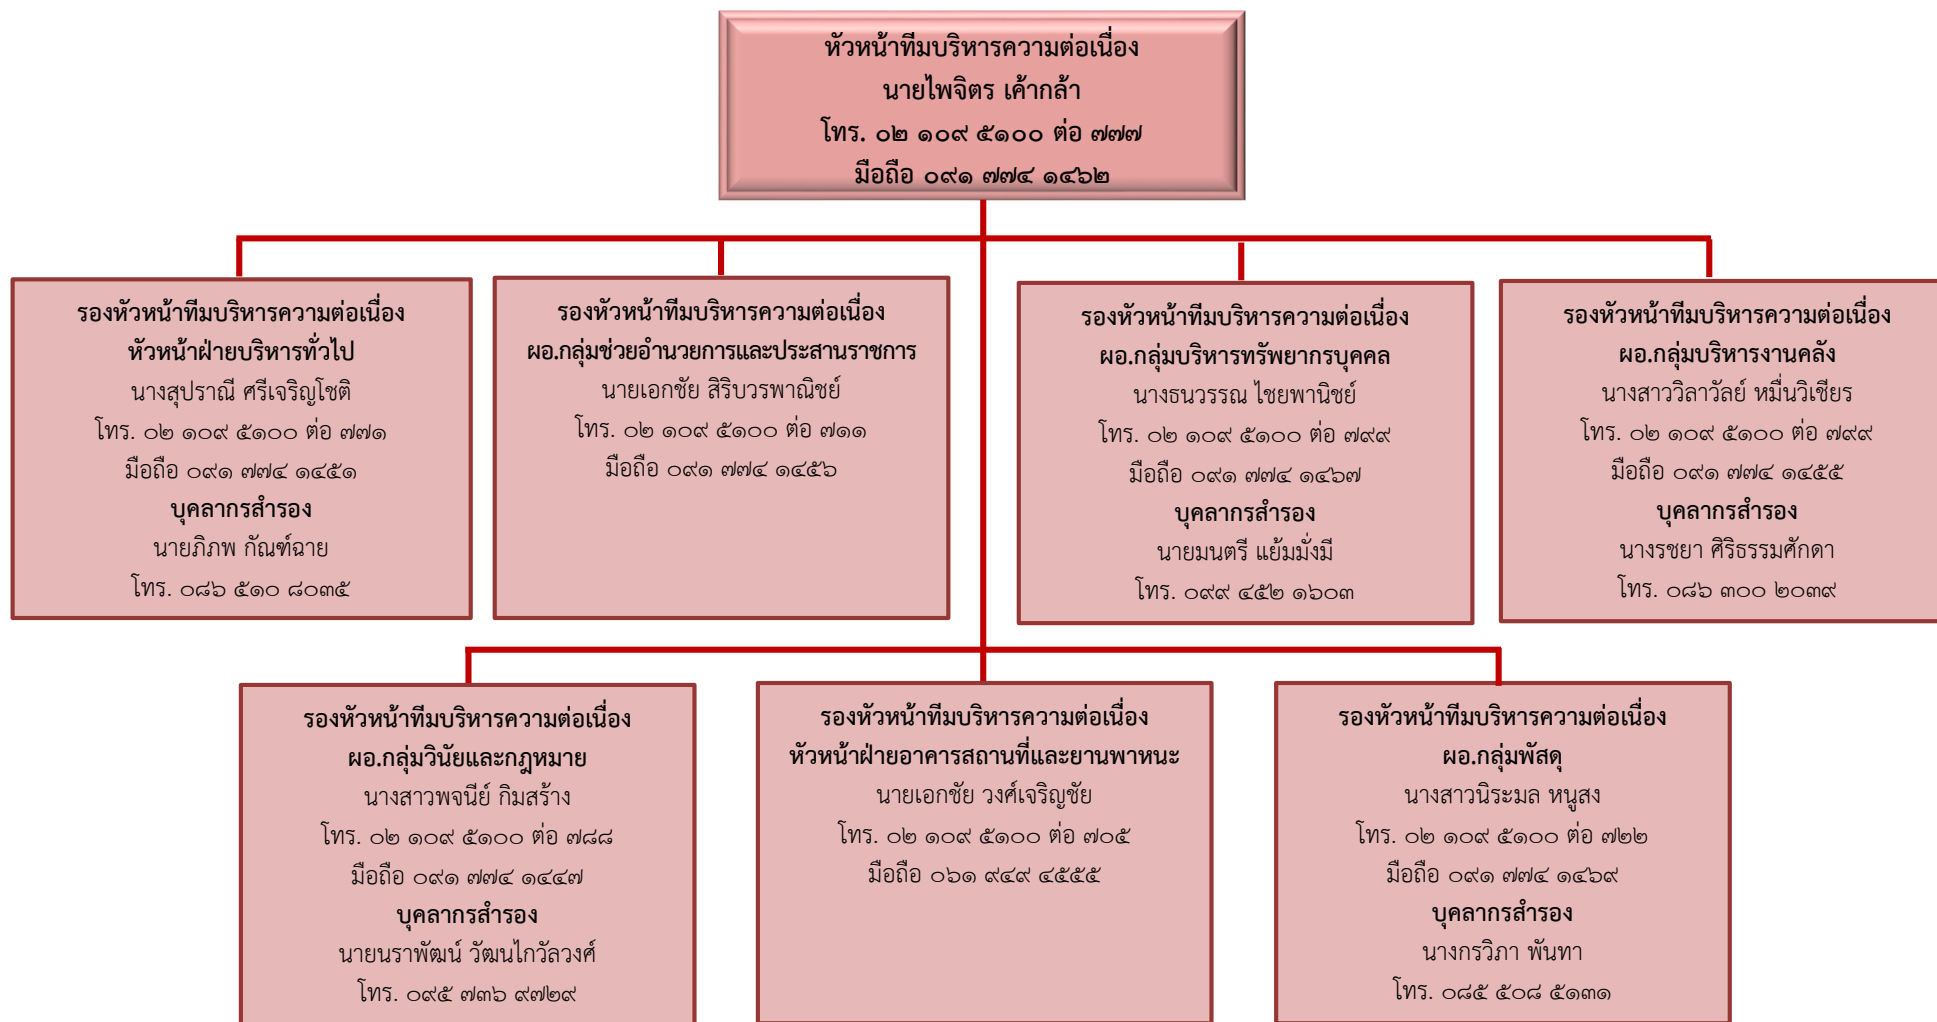 หัวหน้าทีมบริหารความต่อเนื่อง
นายไพจิตร เค้ากล้า
โทร. ๐๒ ๑๐๙ ๕๑๐๐ ต่อ ๗๗๗
มือถือ ๐๙๑ ๗๗๔ ๑๔๖๒
รองหัวหน้าทีมบริหารความต่อเนื่อง
หัวหน้าฝ่ายบริหารทั่วไป
นางสุปราณี ศรีเจริญโชติ
โทร. ๐๒ ๑๐๙ ๕๑๐๐ ต่อ ๗๗๑
มือถือ ๐๙๑ ๗๗๔ ๑๔๕๑
บุคลากรสำรอง
นายภิภพ กัณฑ์ฉาย
โทร. ๐๘๖ ๕๑๐ ๘๐๓๕
รองหัวหน้าทีมบริหารความต่อเนื่อง
ผอ.กลุ่มช่วยอำนวยการและประสานราชการ
นายเอกชัย สิริบวรพาณิชย์
โทร. ๐๒ ๑๐๙ ๕๑๐๐ ต่อ ๗๑๑
มือถือ ๐๙๑ ๗๗๔ ๑๔๕๖
รองหัวหน้าทีมบริหารความต่อเนื่อง
ผอ.กลุ่มบริหารทรัพยากรบุคคล
นางธนวรรณ ไชยพานิชย์
โทร. ๐๒ ๑๐๙ ๕๑๐๐ ต่อ ๗๙๙
มือถือ ๐๙๑ ๗๗๔ ๑๔๖๗
บุคลากรสำรอง
นายมนตรี แย้มมั่งมี
โทร. ๐๙๙ ๔๕๒ ๑๖๐๓
รองหัวหน้าทีมบริหารความต่อเนื่อง
ผอ.กลุ่มบริหารงานคลัง
นางสาววิลาวัลย์ หมื่นวิเชียร
โทร. ๐๒ ๑๐๙ ๕๑๐๐ ต่อ ๗๙๙
มือถือ ๐๙๑ ๗๗๔ ๑๔๕๕
บุคลากรสำรอง
นางรชยา ศิริธรรมศักดา
โทร. ๐๘๖ ๓๐๐ ๒๐๓๙
รองหัวหน้าทีมบริหารความต่อเนื่อง
ผอ.กลุ่มวินัยและกฎหมาย
นางสาวพจนีย์ กิมสร้าง
โทร. ๐๒ ๑๐๙ ๕๑๐๐ ต่อ ๗๘๘
มือถือ ๐๙๑ ๗๗๔ ๑๔๔๗
บุคลากรสำรอง
นายนราพัฒน์ วัฒนไกวัลวงศ์
โทร. ๐๙๕ ๗๓๖ ๙๗๒๙
รองหัวหน้าทีมบริหารความต่อเนื่อง
หัวหน้าฝ่ายอาคารสถานที่และยานพาหนะ
นายเอกชัย วงศ์เจริญชัย
โทร. ๐๒ ๑๐๙ ๕๑๐๐ ต่อ ๗๐๕
มือถือ ๐๖๑ ๙๔๙ ๔๕๕๕
รองหัวหน้าทีมบริหารความต่อเนื่อง
ผอ.กลุ่มพัสดุ
นางสาวนิระมล หนูสง
โทร. ๐๒ ๑๐๙ ๕๑๐๐ ต่อ ๗๒๒
มือถือ ๐๙๑ ๗๗๔ ๑๔๖๙
บุคลากรสำรอง
นางกรวิภา พันทา
โทร. ๐๘๕ ๕๐๘ ๕๑๓๑